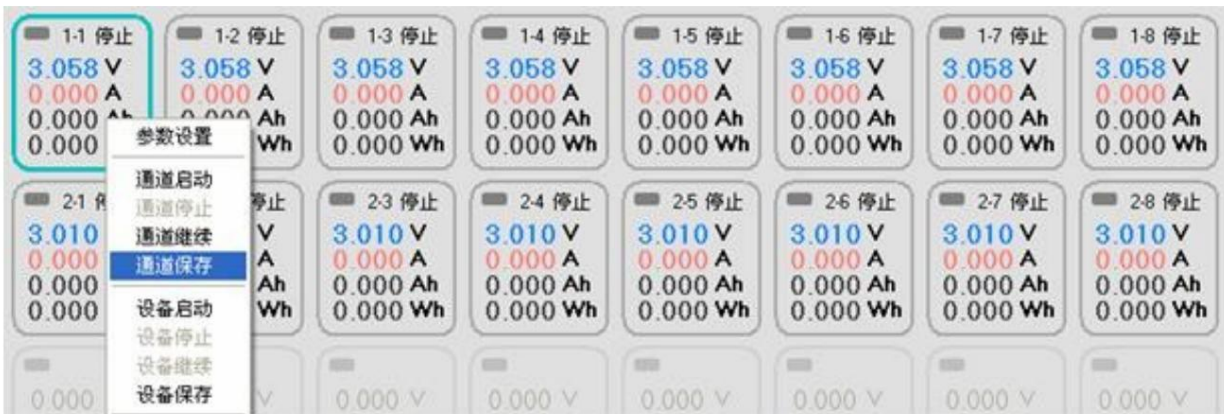 1-1 停止 1-2 停止 1-3 停止 1-4 停止 1-5 停止 1-6 停止 1-7 停止 1-8 停止
3.058 V 3.058 V 3.058 V 3.058 V 3.058 V 3.058 V 3.058 V 3.058 V
0.000 A 0.000 A 0.000 A 0.000 A 0.000 A 0.000 A 0.000 A 0.000 A
0.000 Ah 0.000 Ah 0.000 Ah 0.000 Ah 0.000 Ah 0.000 Ah 0.000 Ah 0.000 Ah
0.000 Wh 0.000 Wh 0.000 Wh 0.000 Wh 0.000 Wh 0.000 Wh 0.000 Wh
参数设置
通道启动
通道停止
通道继续
通道保存
设备启动
设备停止
设备继续
设备保存
2-1 停止 2-3 停止 2-4 停止 2-5 停止 2-6 停止 2-7 停止 2-8 停止
3.010 V 3.010 V 3.010 V 3.010 V 3.010 V 3.010 V 3.010 V
0.000 A 0.000 A 0.000 A 0.000 A 0.000 A 0.000 A 0.000 A
0.000 Ah 0.000 Ah 0.000 Ah 0.000 Ah 0.000 Ah 0.000 Ah 0.000 Ah
0.000 Wh 0.000 Wh 0.000 Wh 0.000 Wh 0.000 Wh 0.000 Wh 0.000 Wh
0.000 V 0.000 V 0.000 V 0.000 V 0.000 V 0.000 V 0.000 V